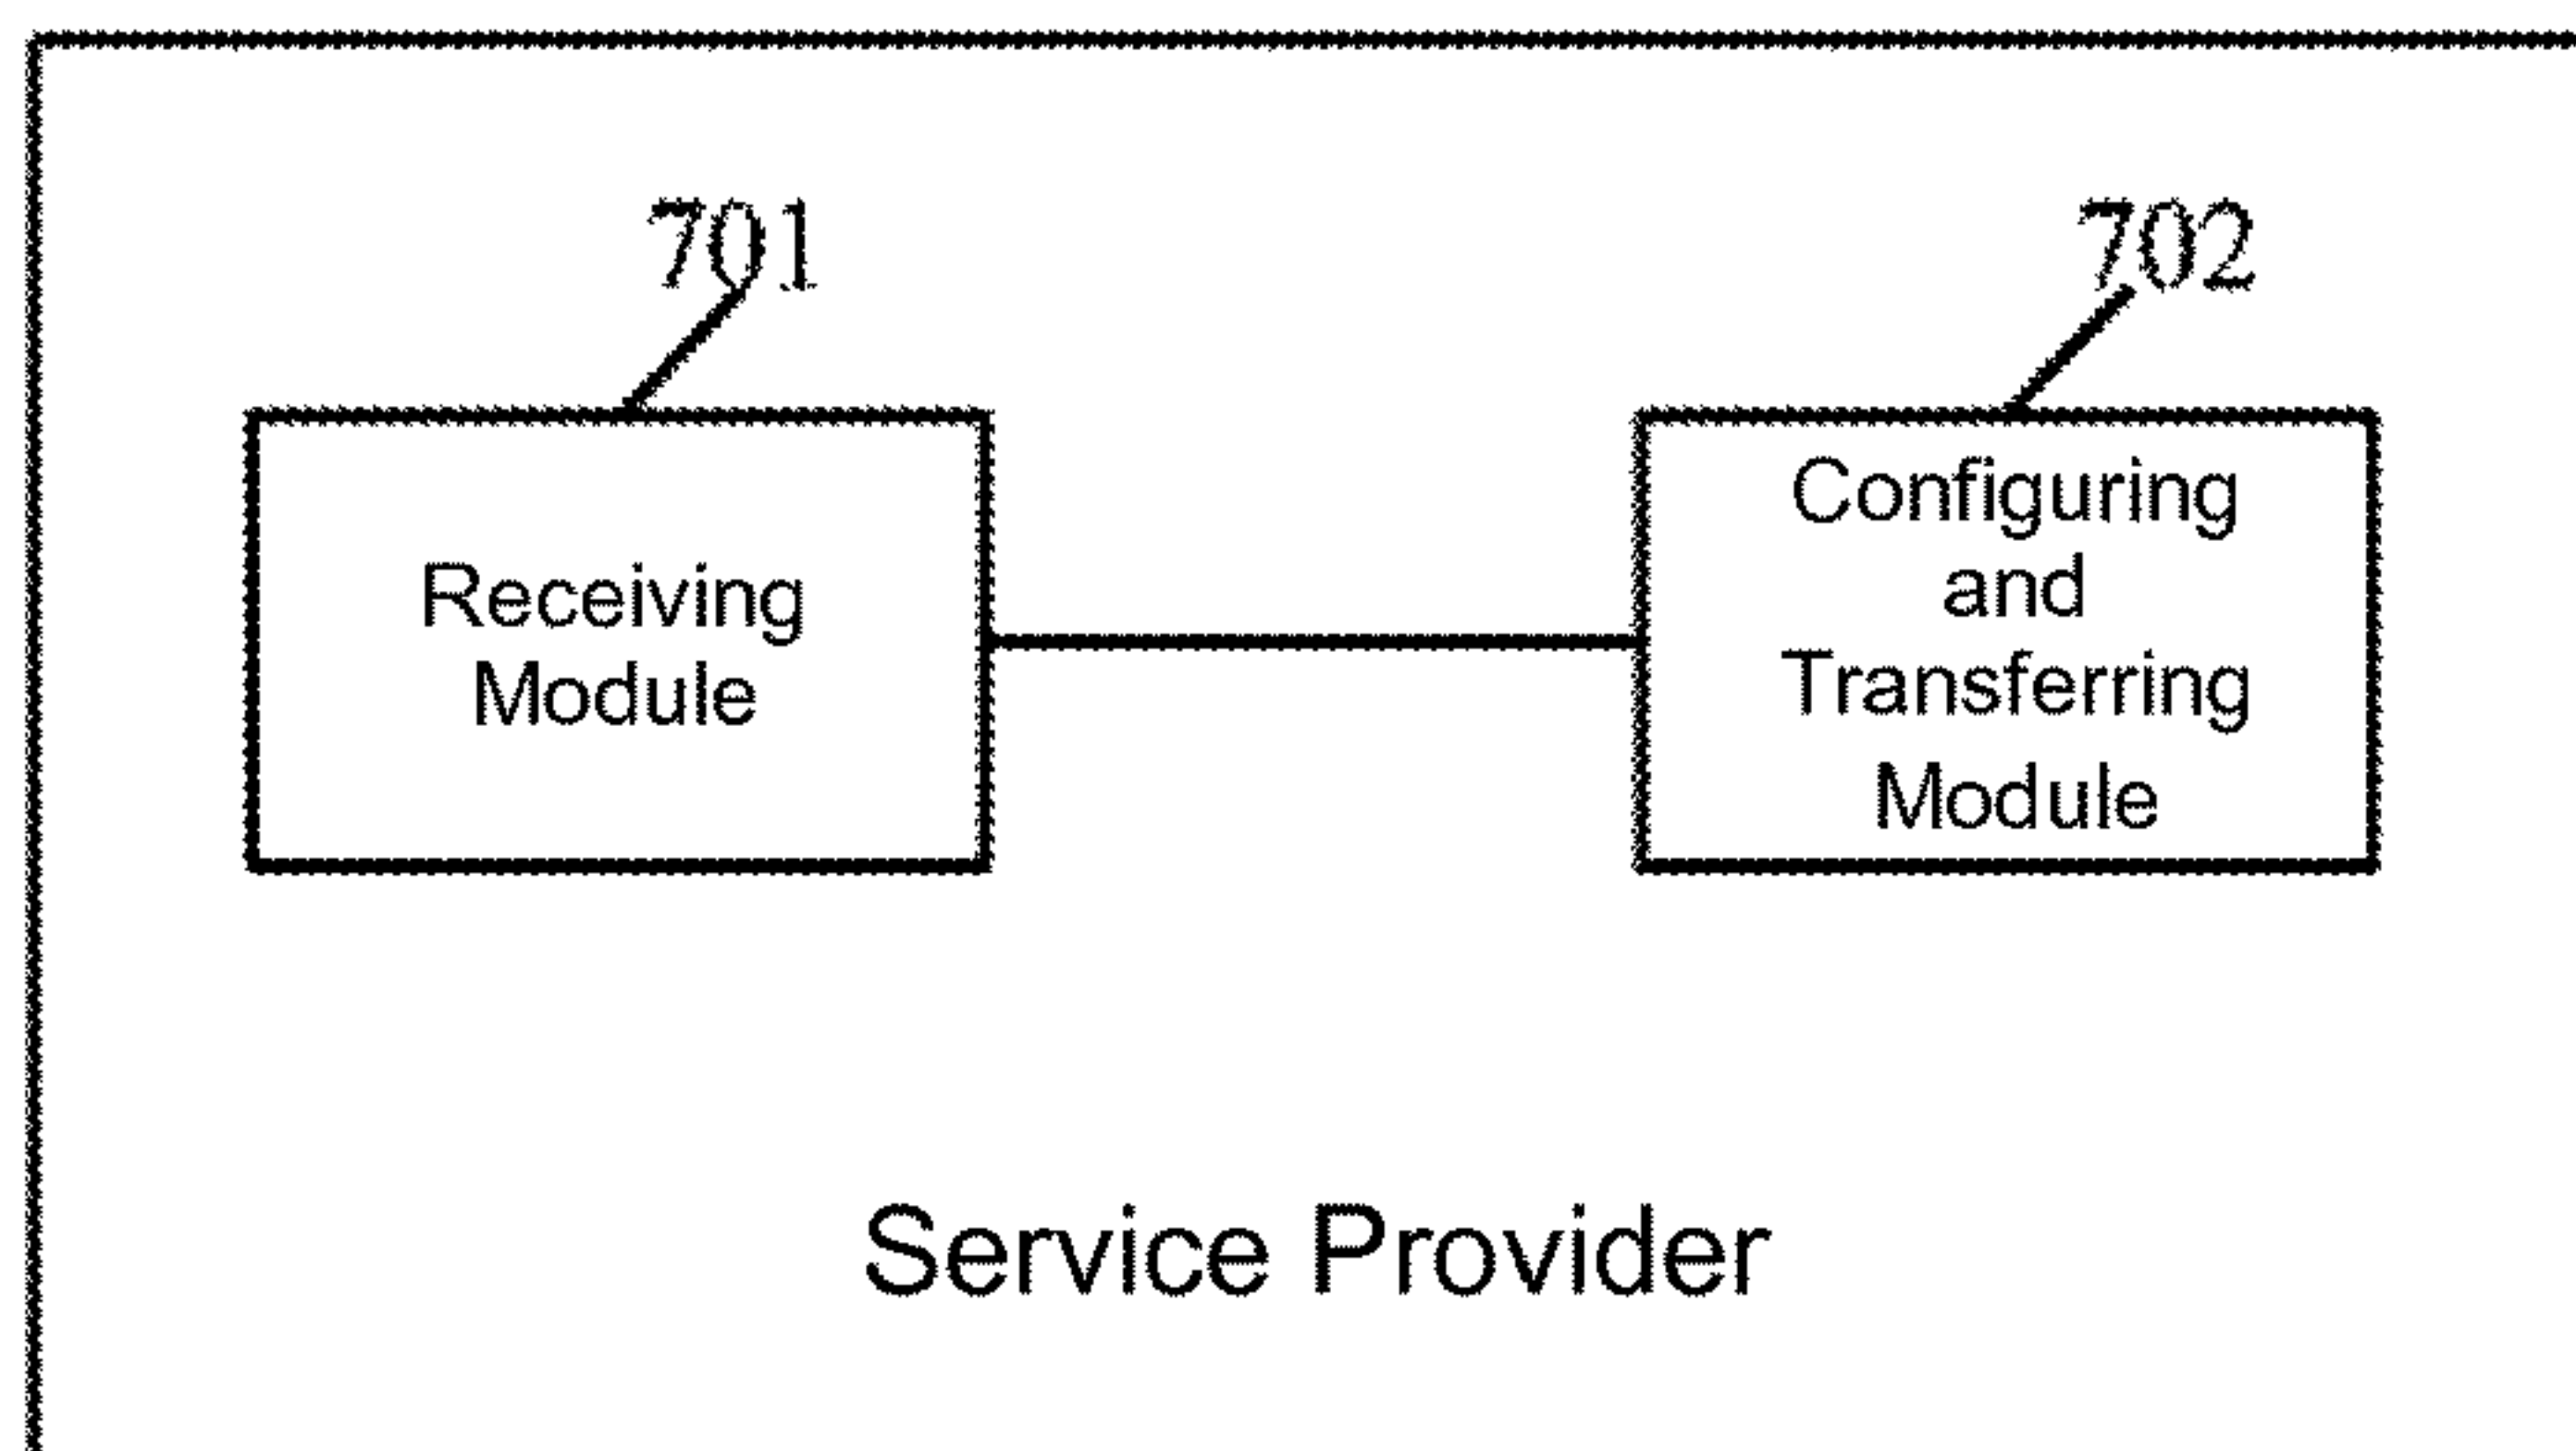 701
702
Receiving
Module
Configuring
and
Transferring
Module
Service Provider